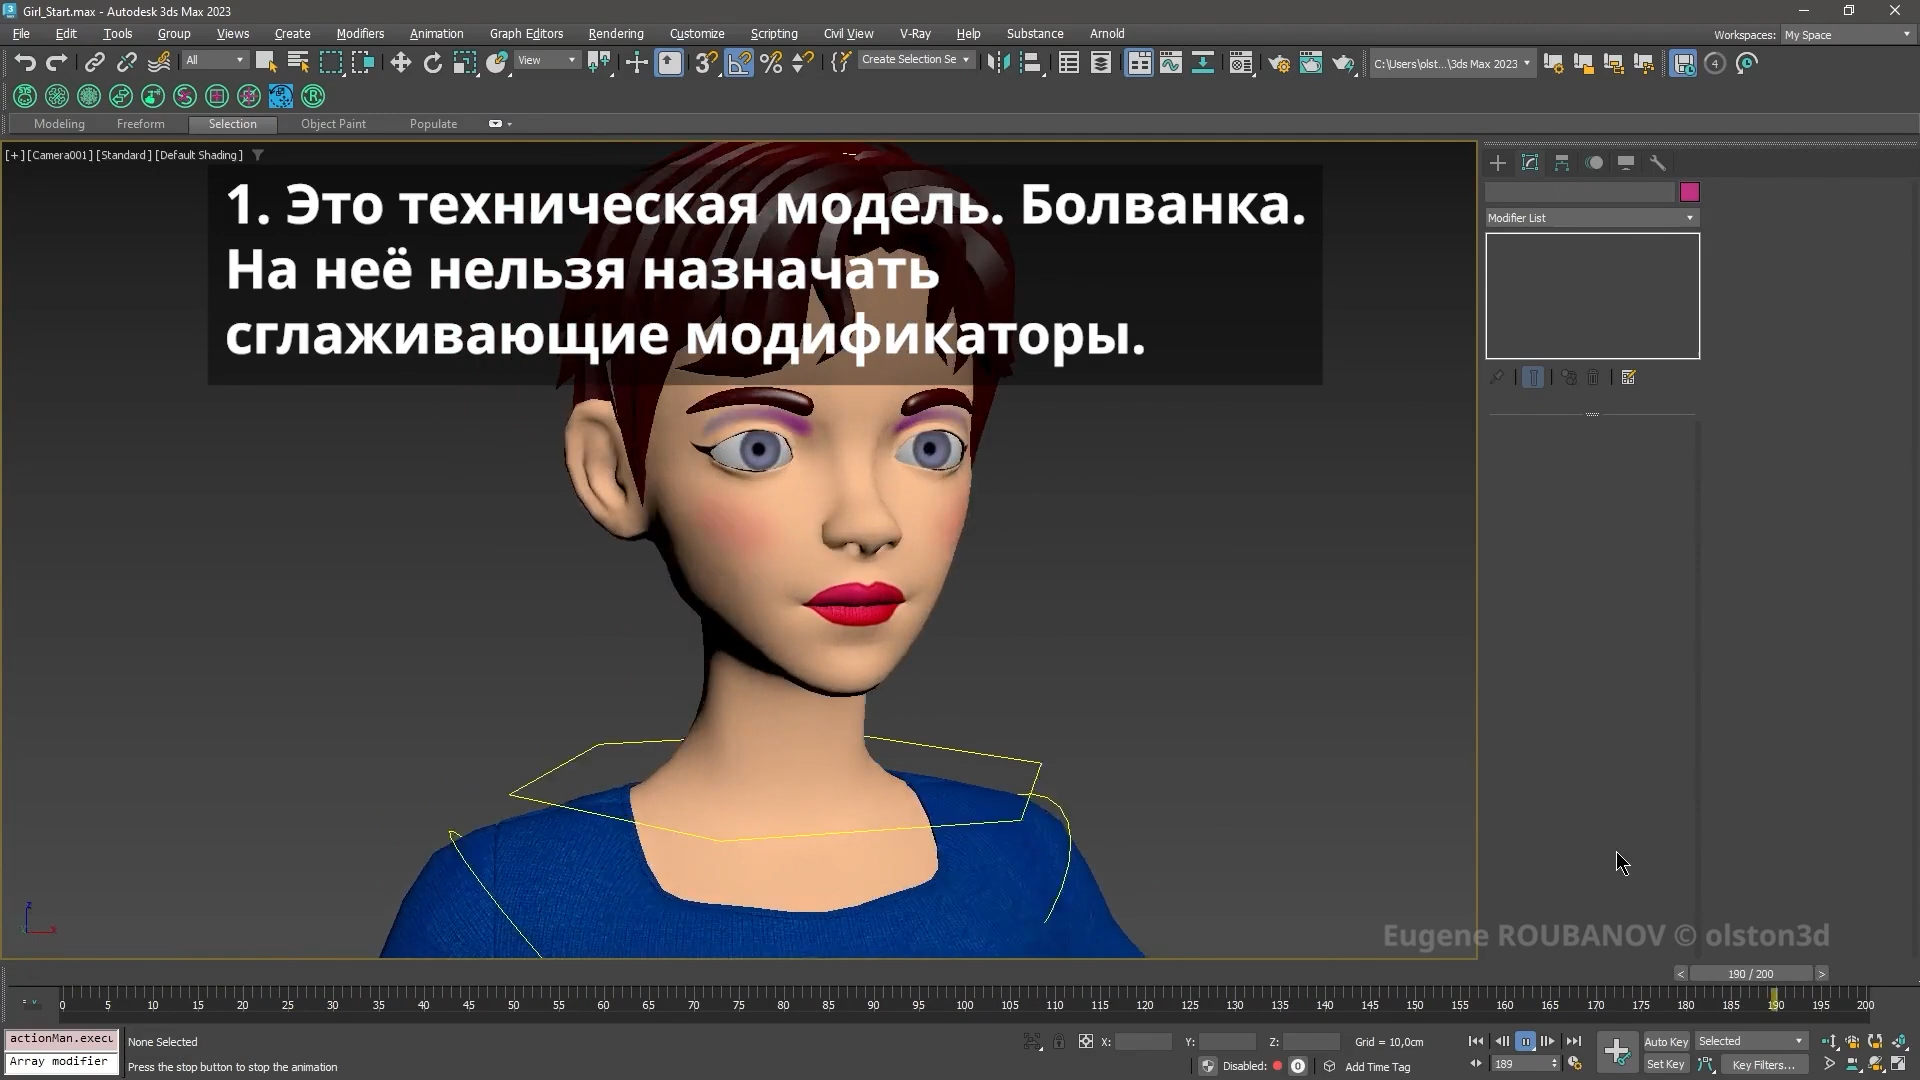 Girl_Start.max - Autodesk 3ds Max 2023
File Edit Tools Group Views Create Modifiers Animation Graph Editors Rendering Customize Scripting Civil View V-Ray Help Substance Arnold
Workspaces: My Space
All
View
Create Selection Se
C:\Users\olst...\3ds Max 2023
4
Modeling Freeform Selection Object Paint Populate
[+] [Camera001] [Standard] [Default Shading]
1. Это техническая модель. Болванка.
На неё нельзя назначать
сглаживающие модификаторы.
Modifier List
Eugene ROUBANOV © olston3d
< 190 / 200 >
0 5 10 15 20 25 30 35 40 45 50 55 60 65 70 75 80 85 90 95 100 105 110 115 120 125 130 135 140 145 150 155 160 165 170 175 180 185 190 195 200
actionMan.execu
None Selected
X: Y: Z: Grid = 10,0cm
Auto Key Selected
Array modifier
Press the stop button to stop the animation
Disabled: 0 Add Time Tag
189
Set Key Key Filters...